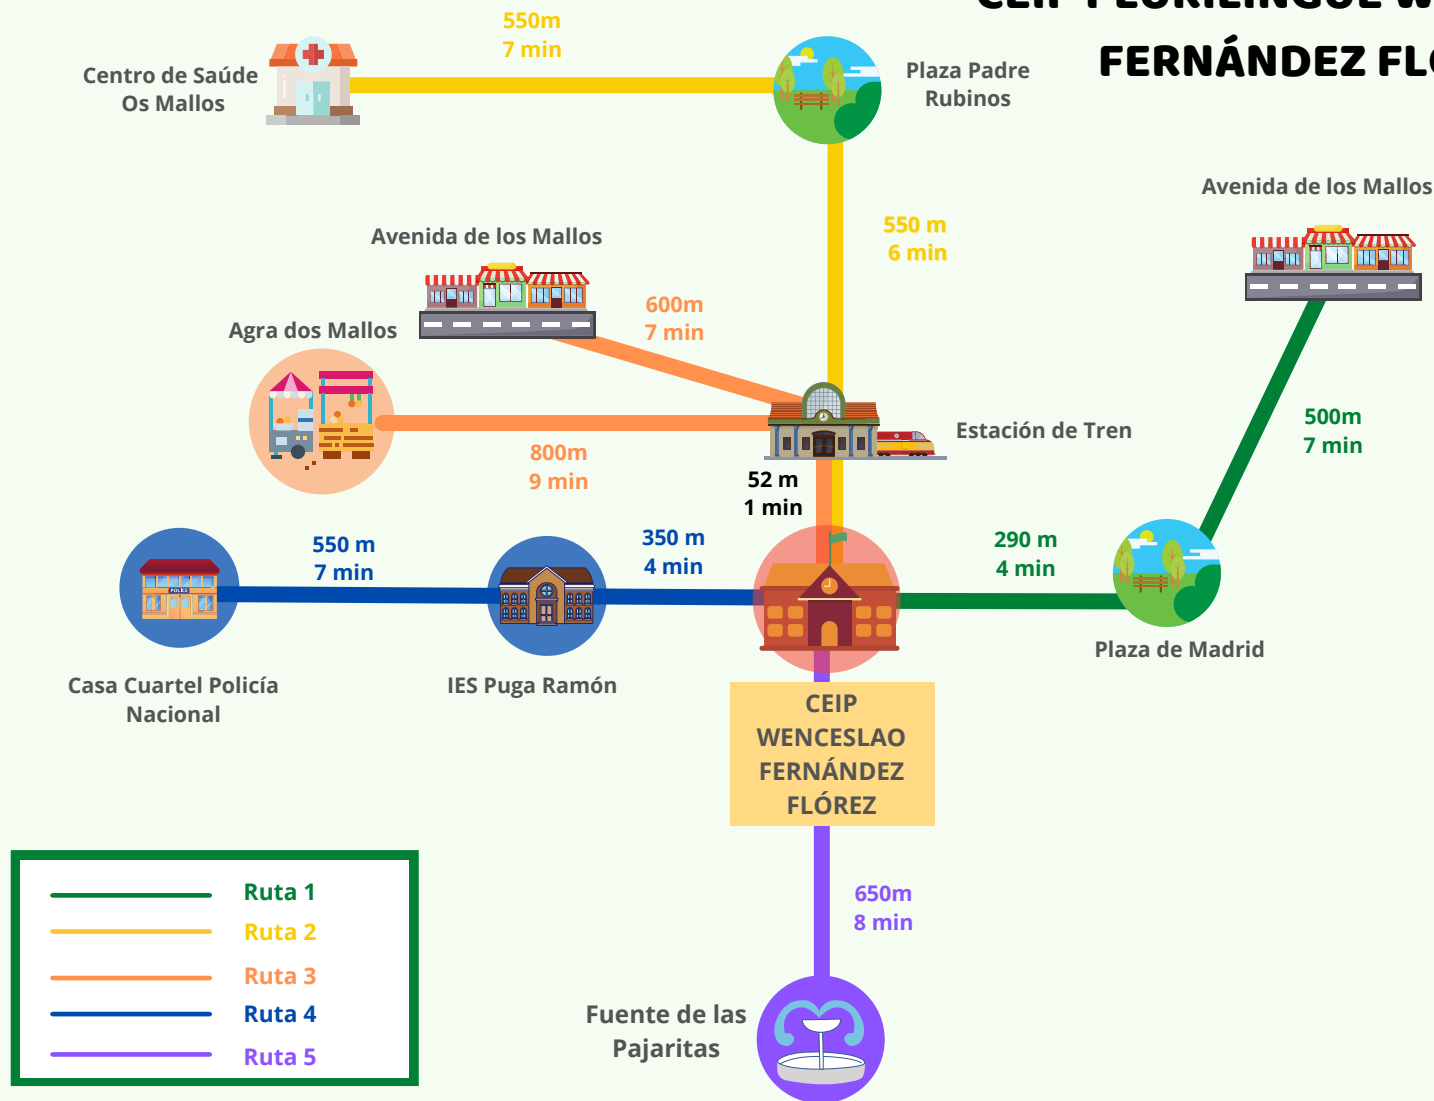 FERNÁNDEZ
550m
7 min
Centro de Saúde
Os Mallos
Plaza Padre
Rubinos
Avenida de los Mallos
550 m
6 min
Avenida de los Mallos
600m
7 min
Agra dos Mallos
800m
9 min
Estación de Tren
52 m
1 min
500m
7 min
550 m
7 min
350 m
4 min
290 m
4 min
POLICE
Casa Cuartel Policía
Nacional
IES Puga Ramón
Plaza de Madrid
CEIP
WENCESLAO
FERNÁNDEZ
FLÓREZ
650m
8 min
Fuente de las
Pajaritas
Ruta 1
Ruta 2
Ruta 3
Ruta 4
Ruta 5